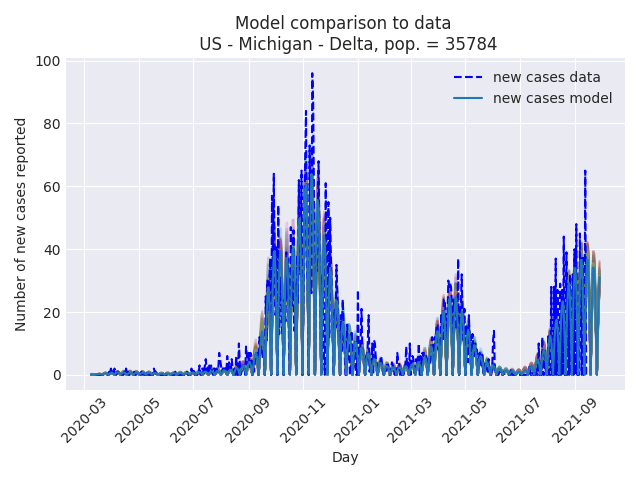 Model comparison to data
US - Michigan - Delta, pop. = 35784
new cases data
new cases model
Number of new cases reported
100
80
60
40
20
0
2020-03
2020-05
2020-07
2020-09
2020-11
2021-01
2021-03
2021-05
2021-07
2021-09
Day